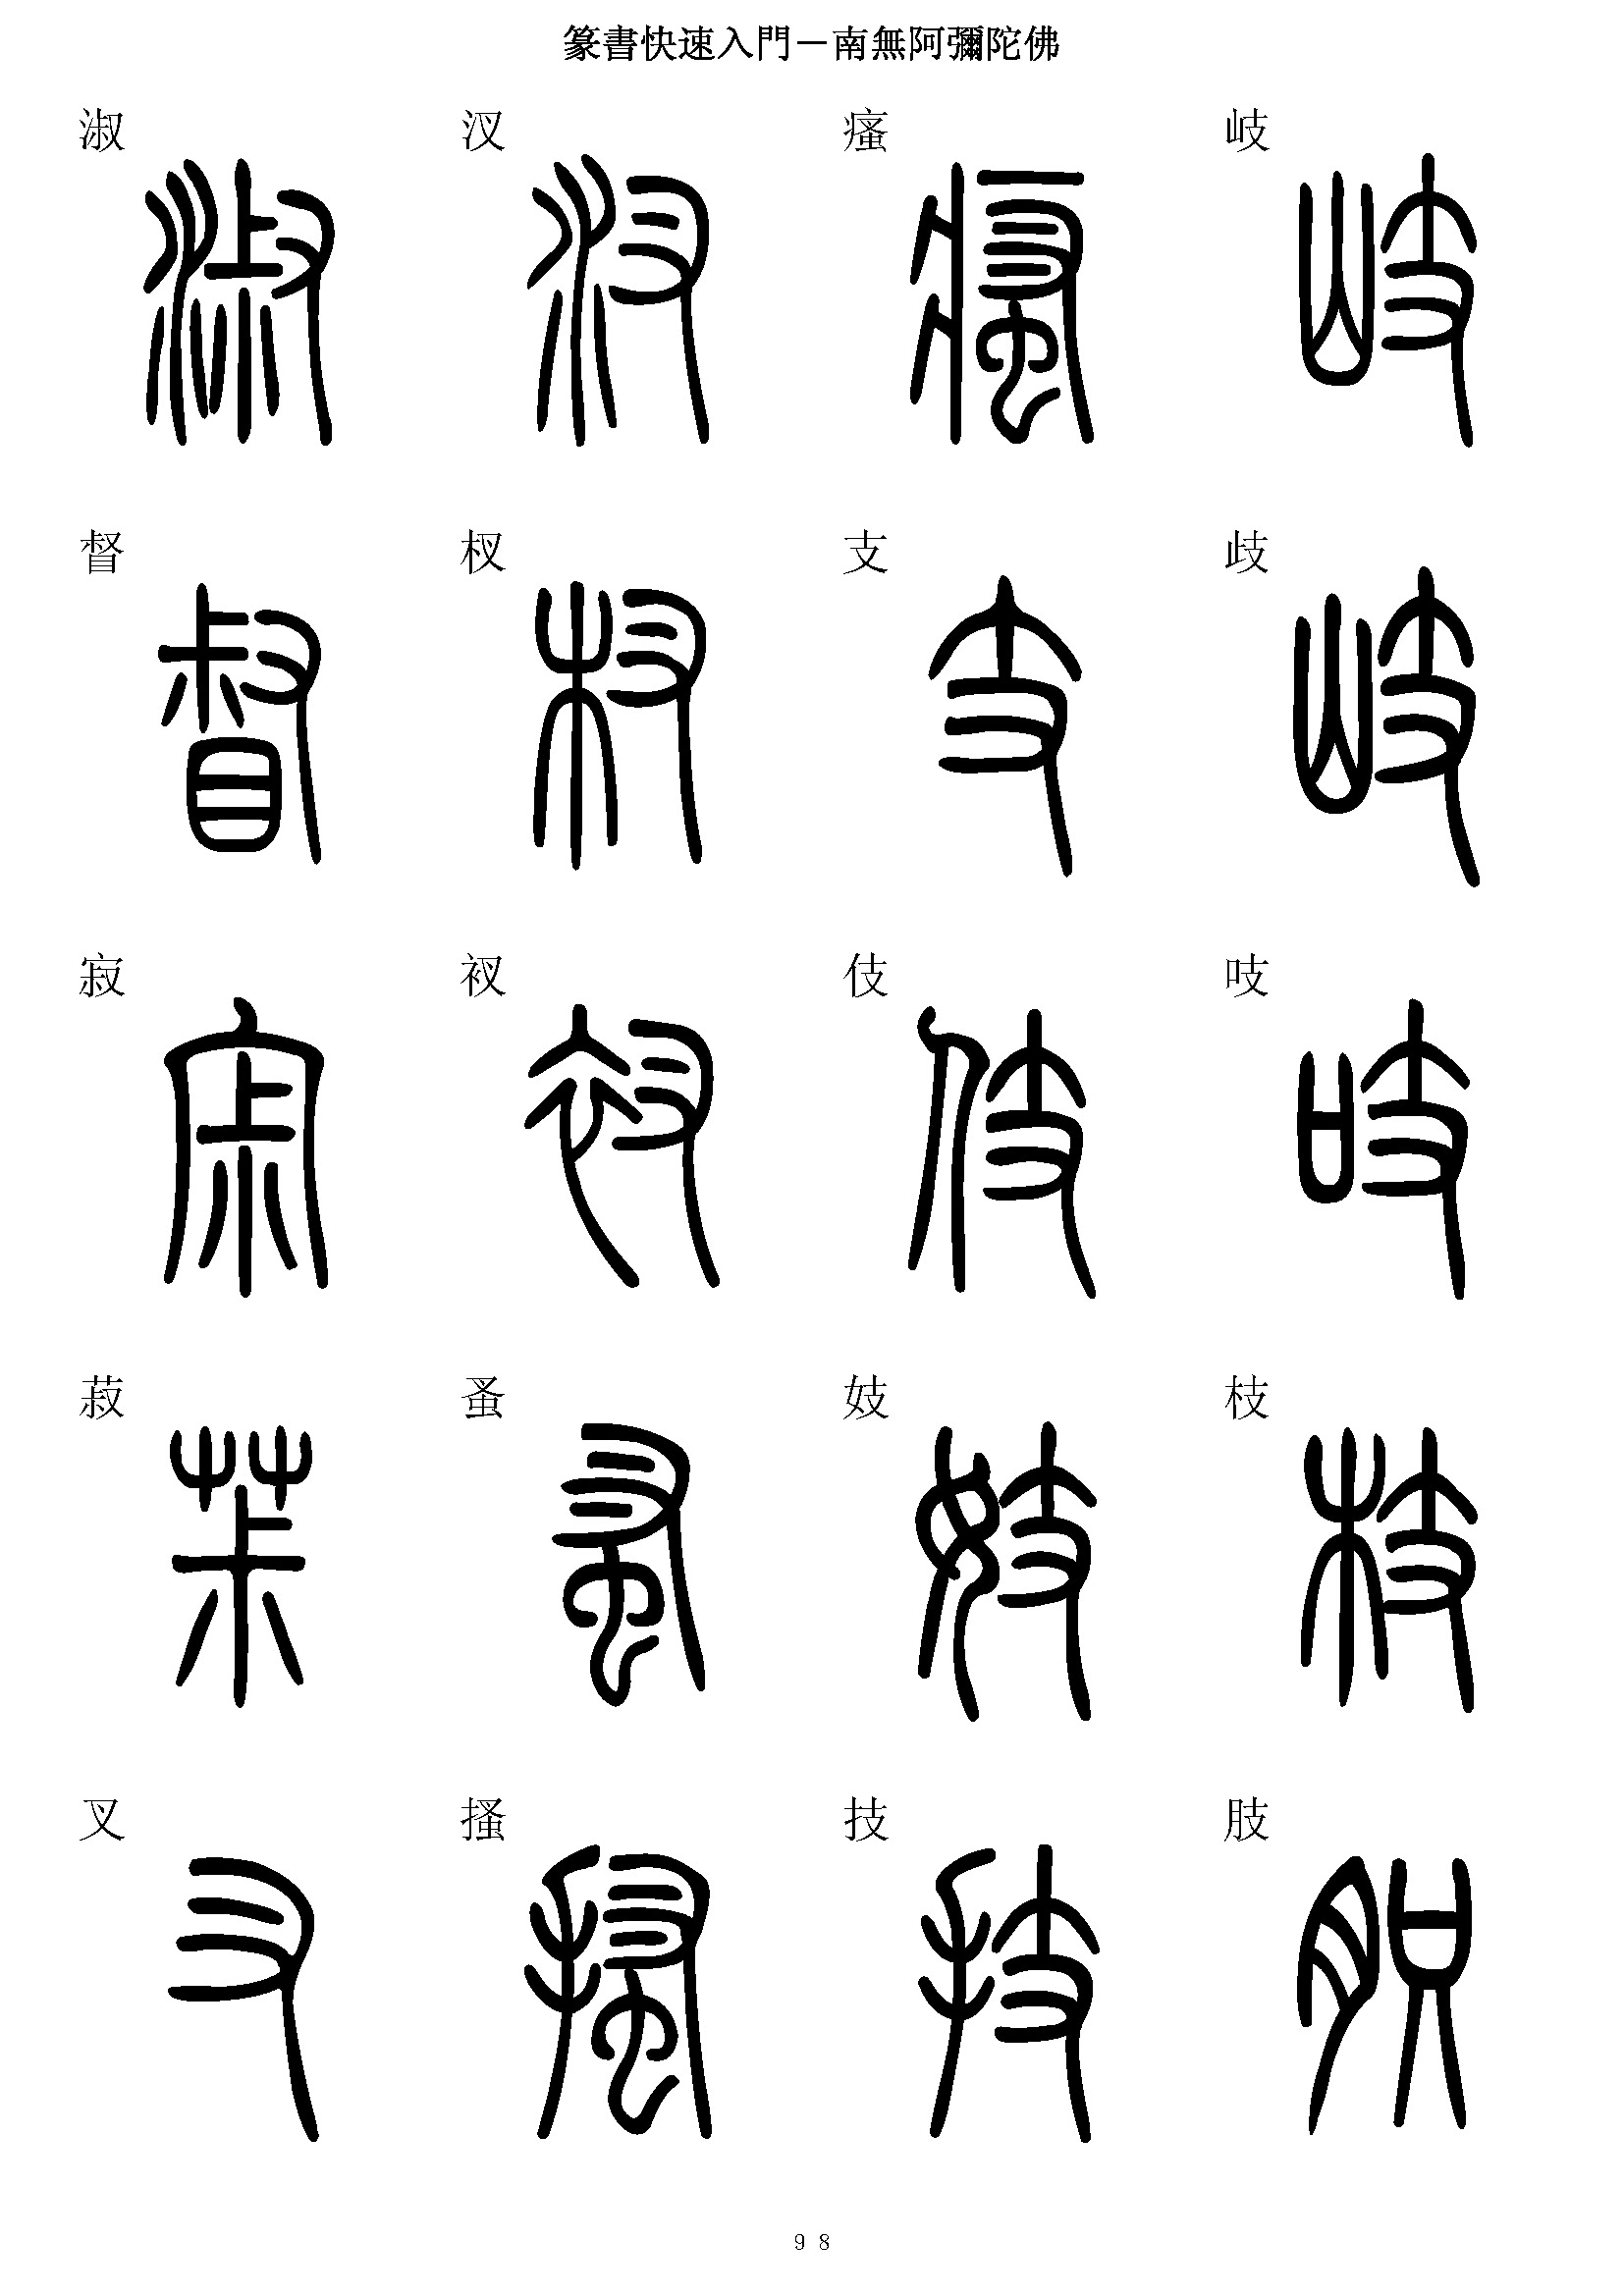 篆書快速入門－南無阿彌陀佛
淑 汊 瘙 岐
督 杈 支 歧
寂 衩 伎 吱
菽 蚤 妓 枝
叉 搔 技 肢
98